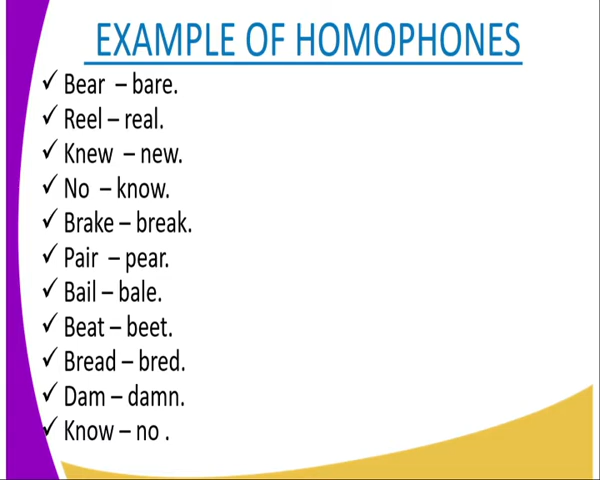 EXAMPLE OF HOMOPHONES
✓ Bear – bare.
✓ Reel – real.
✓ Knew – new.
✓ No – know.
✓ Brake – break.
✓ Pair – pear.
✓ Bail – bale.
✓ Beat – beet.
✓ Bread – bred.
✓ Dam – damn.
✓ Know – no .